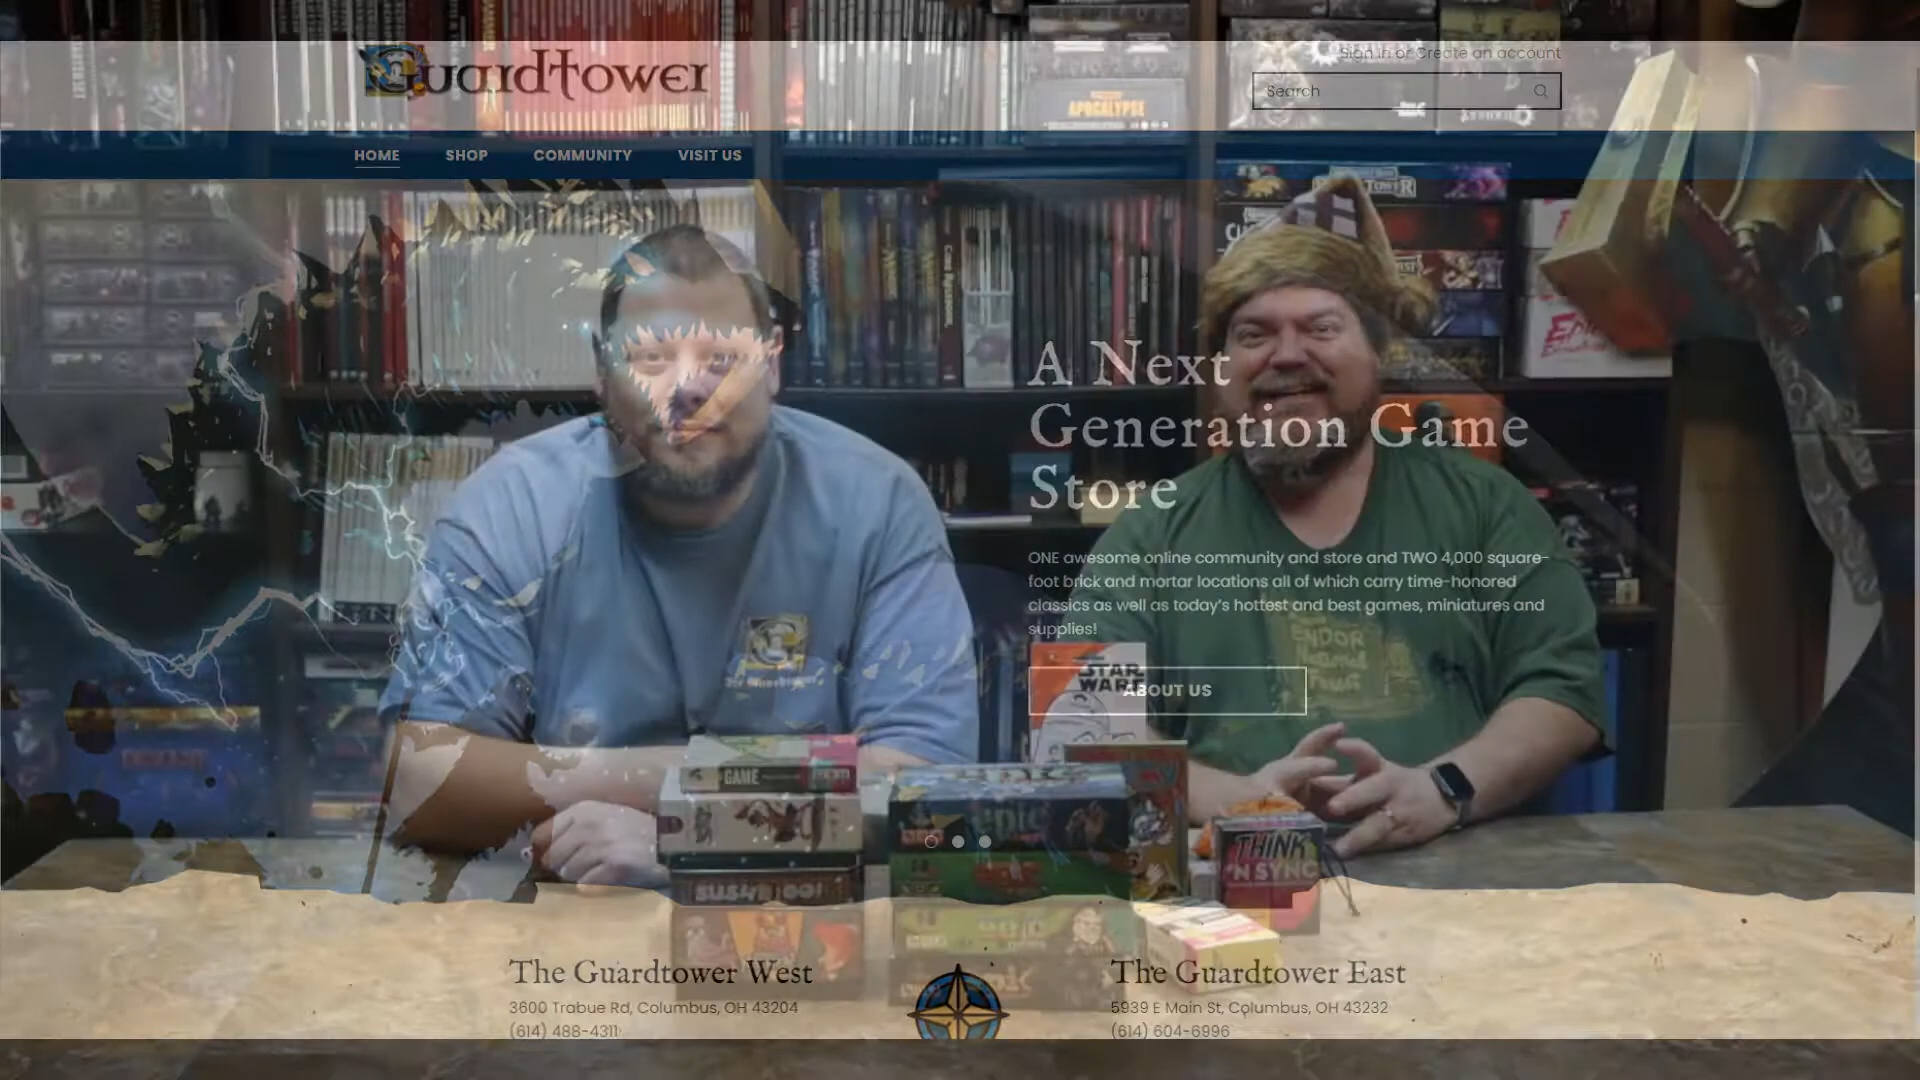 Guardtower
Sign in or Create an account
Search
APOCALYPSE
HOME
SHOP
COMMUNITY
VISIT US
A Next
Generation Game
Store
ONE awesome online community and store and TWO 4,000 square-
foot brick and mortar locations all of which carry time-honored
classics as well as today's hottest and best games, miniatures and
supplies!
ENDOR
National
STAR
WARS
ABOUT US
GAME
epic
THINK
'N SYNC
SUSHI GO!
The Guardtower West
3600 Trabue Rd, Columbus, OH 43204
(614) 488-4311
The Guardtower East
5939 E Main St, Columbus, OH 43232
(614) 604-6996